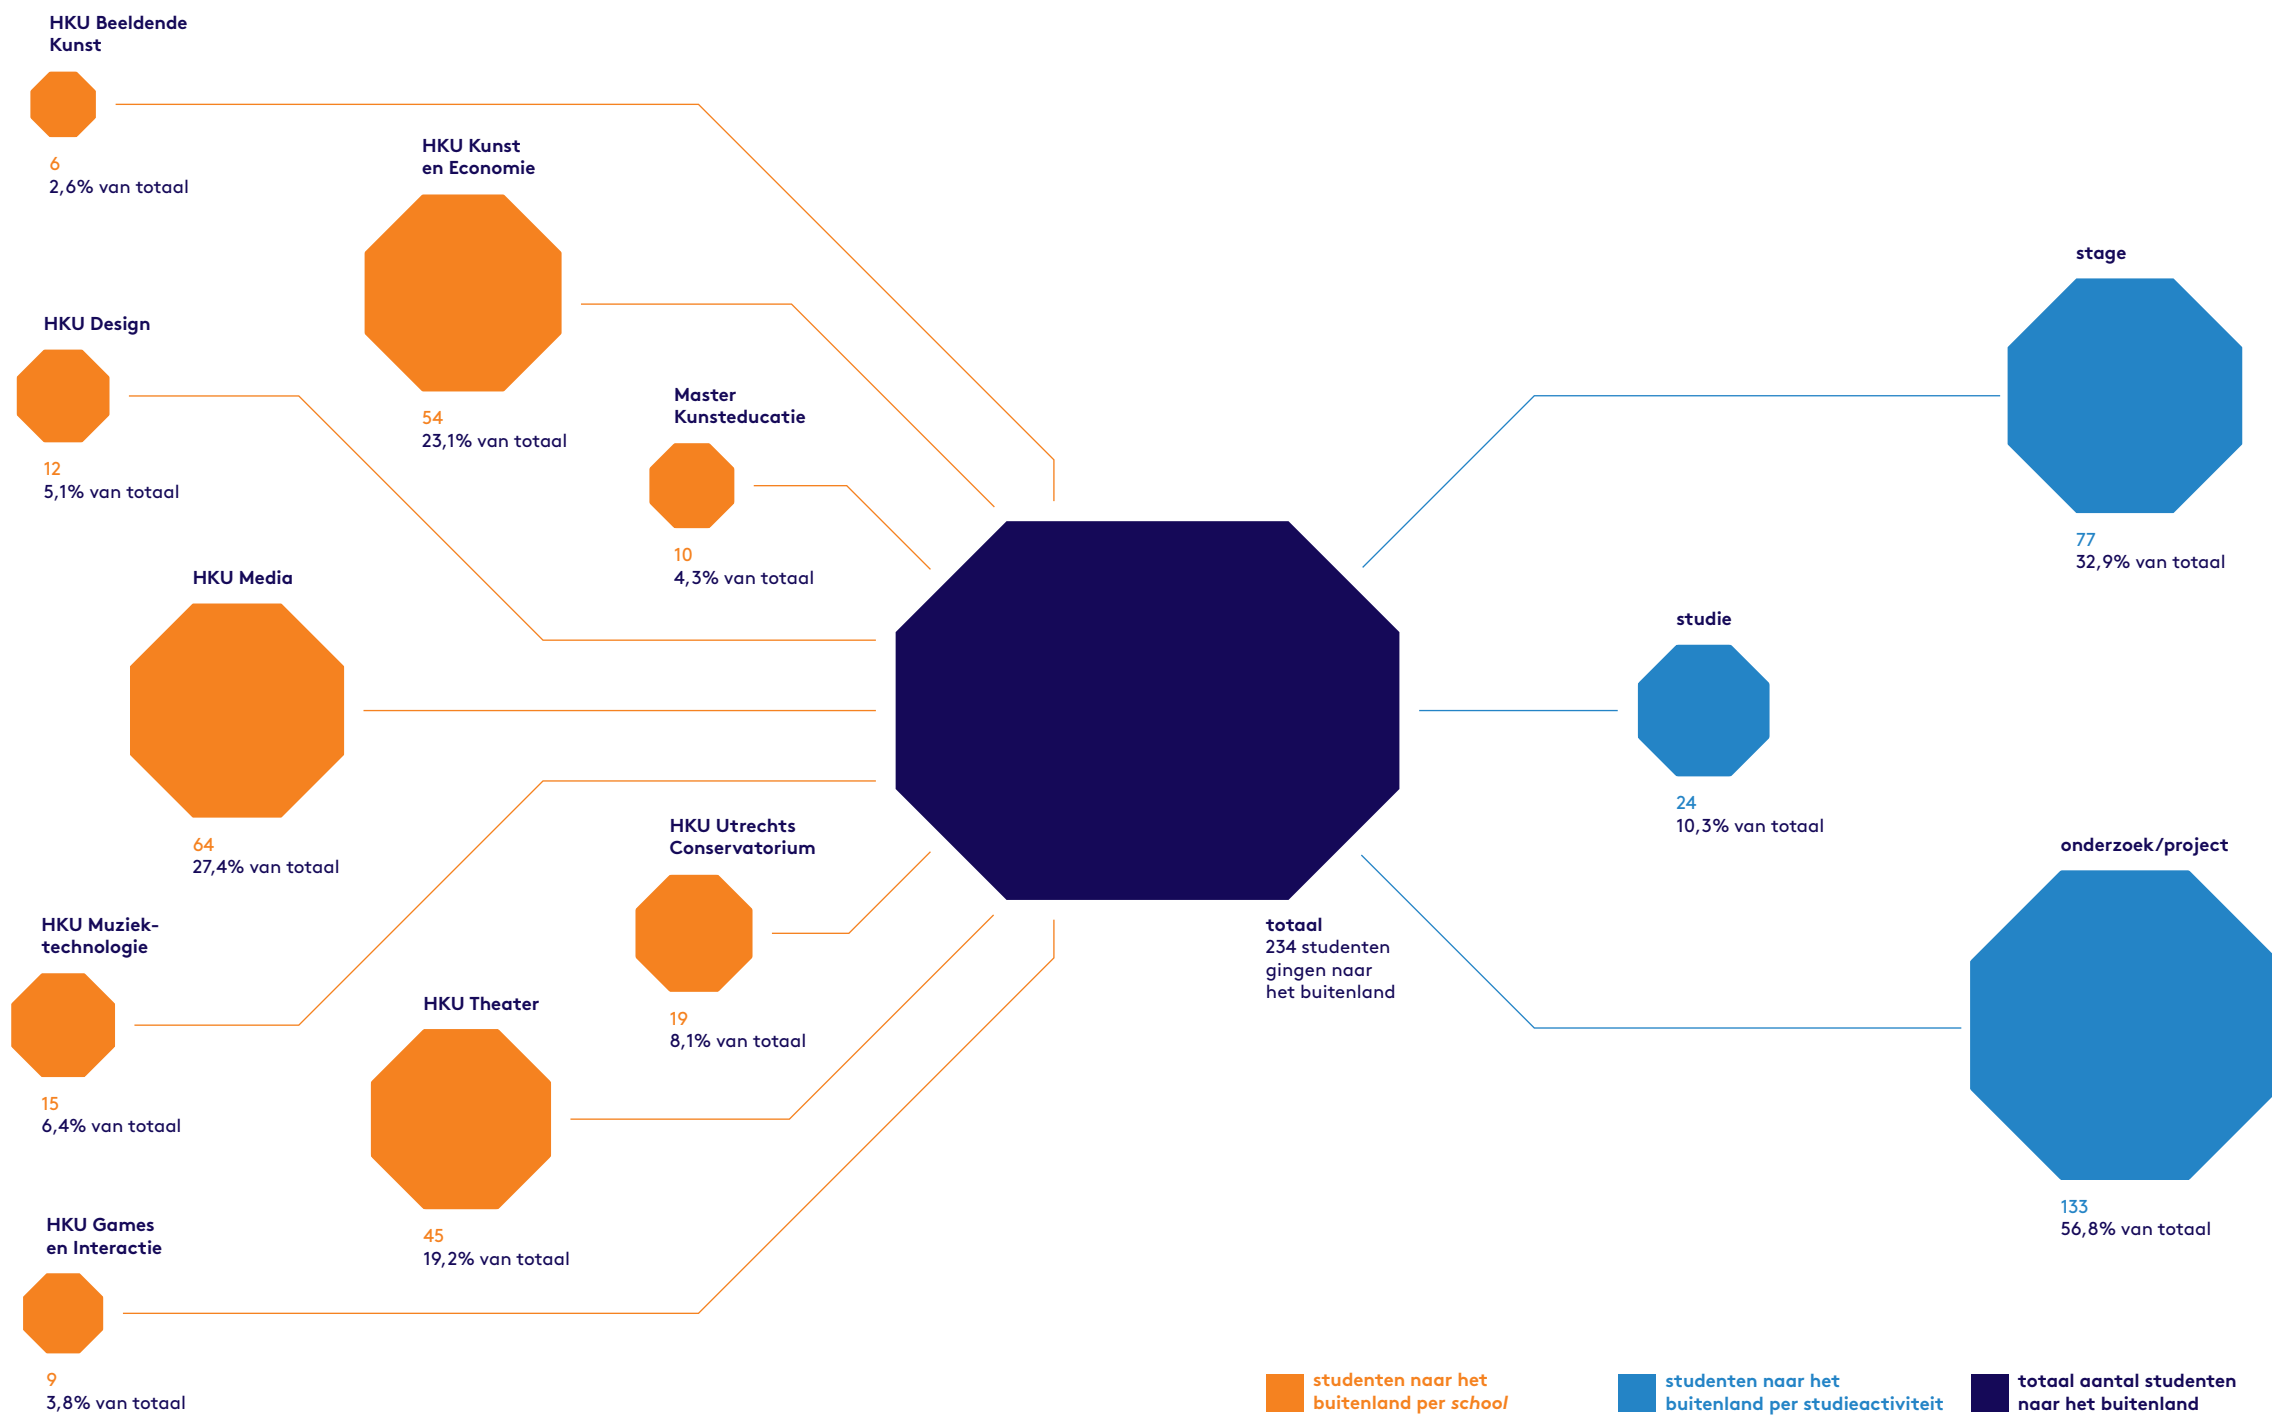 HKU Beeldende
Kunst
6
2,6% van totaal
HKU Kunst
en Economie
54
23,1% van totaal
HKU Design
12
5,1% van totaal
Master
Kunsteducatie
10
4,3% van totaal
HKU Media
64
27,4% van totaal
HKU Muziek-
technologie
15
6,4% van totaal
HKU Utrechts
Conservatorium
19
8,1% van totaal
HKU Theater
45
19,2% van totaal
HKU Games
en Interactie
9
3,8% van totaal
totaal
234 studenten
gingen naar
het buitenland
stage
77
32,9% van totaal
studie
24
10,3% van totaal
onderzoek/project
133
56,8% van totaal
studenten naar het
buitenland per school
studenten naar het
buitenland per studieactiviteit
totaal aantal studenten
naar het buitenland